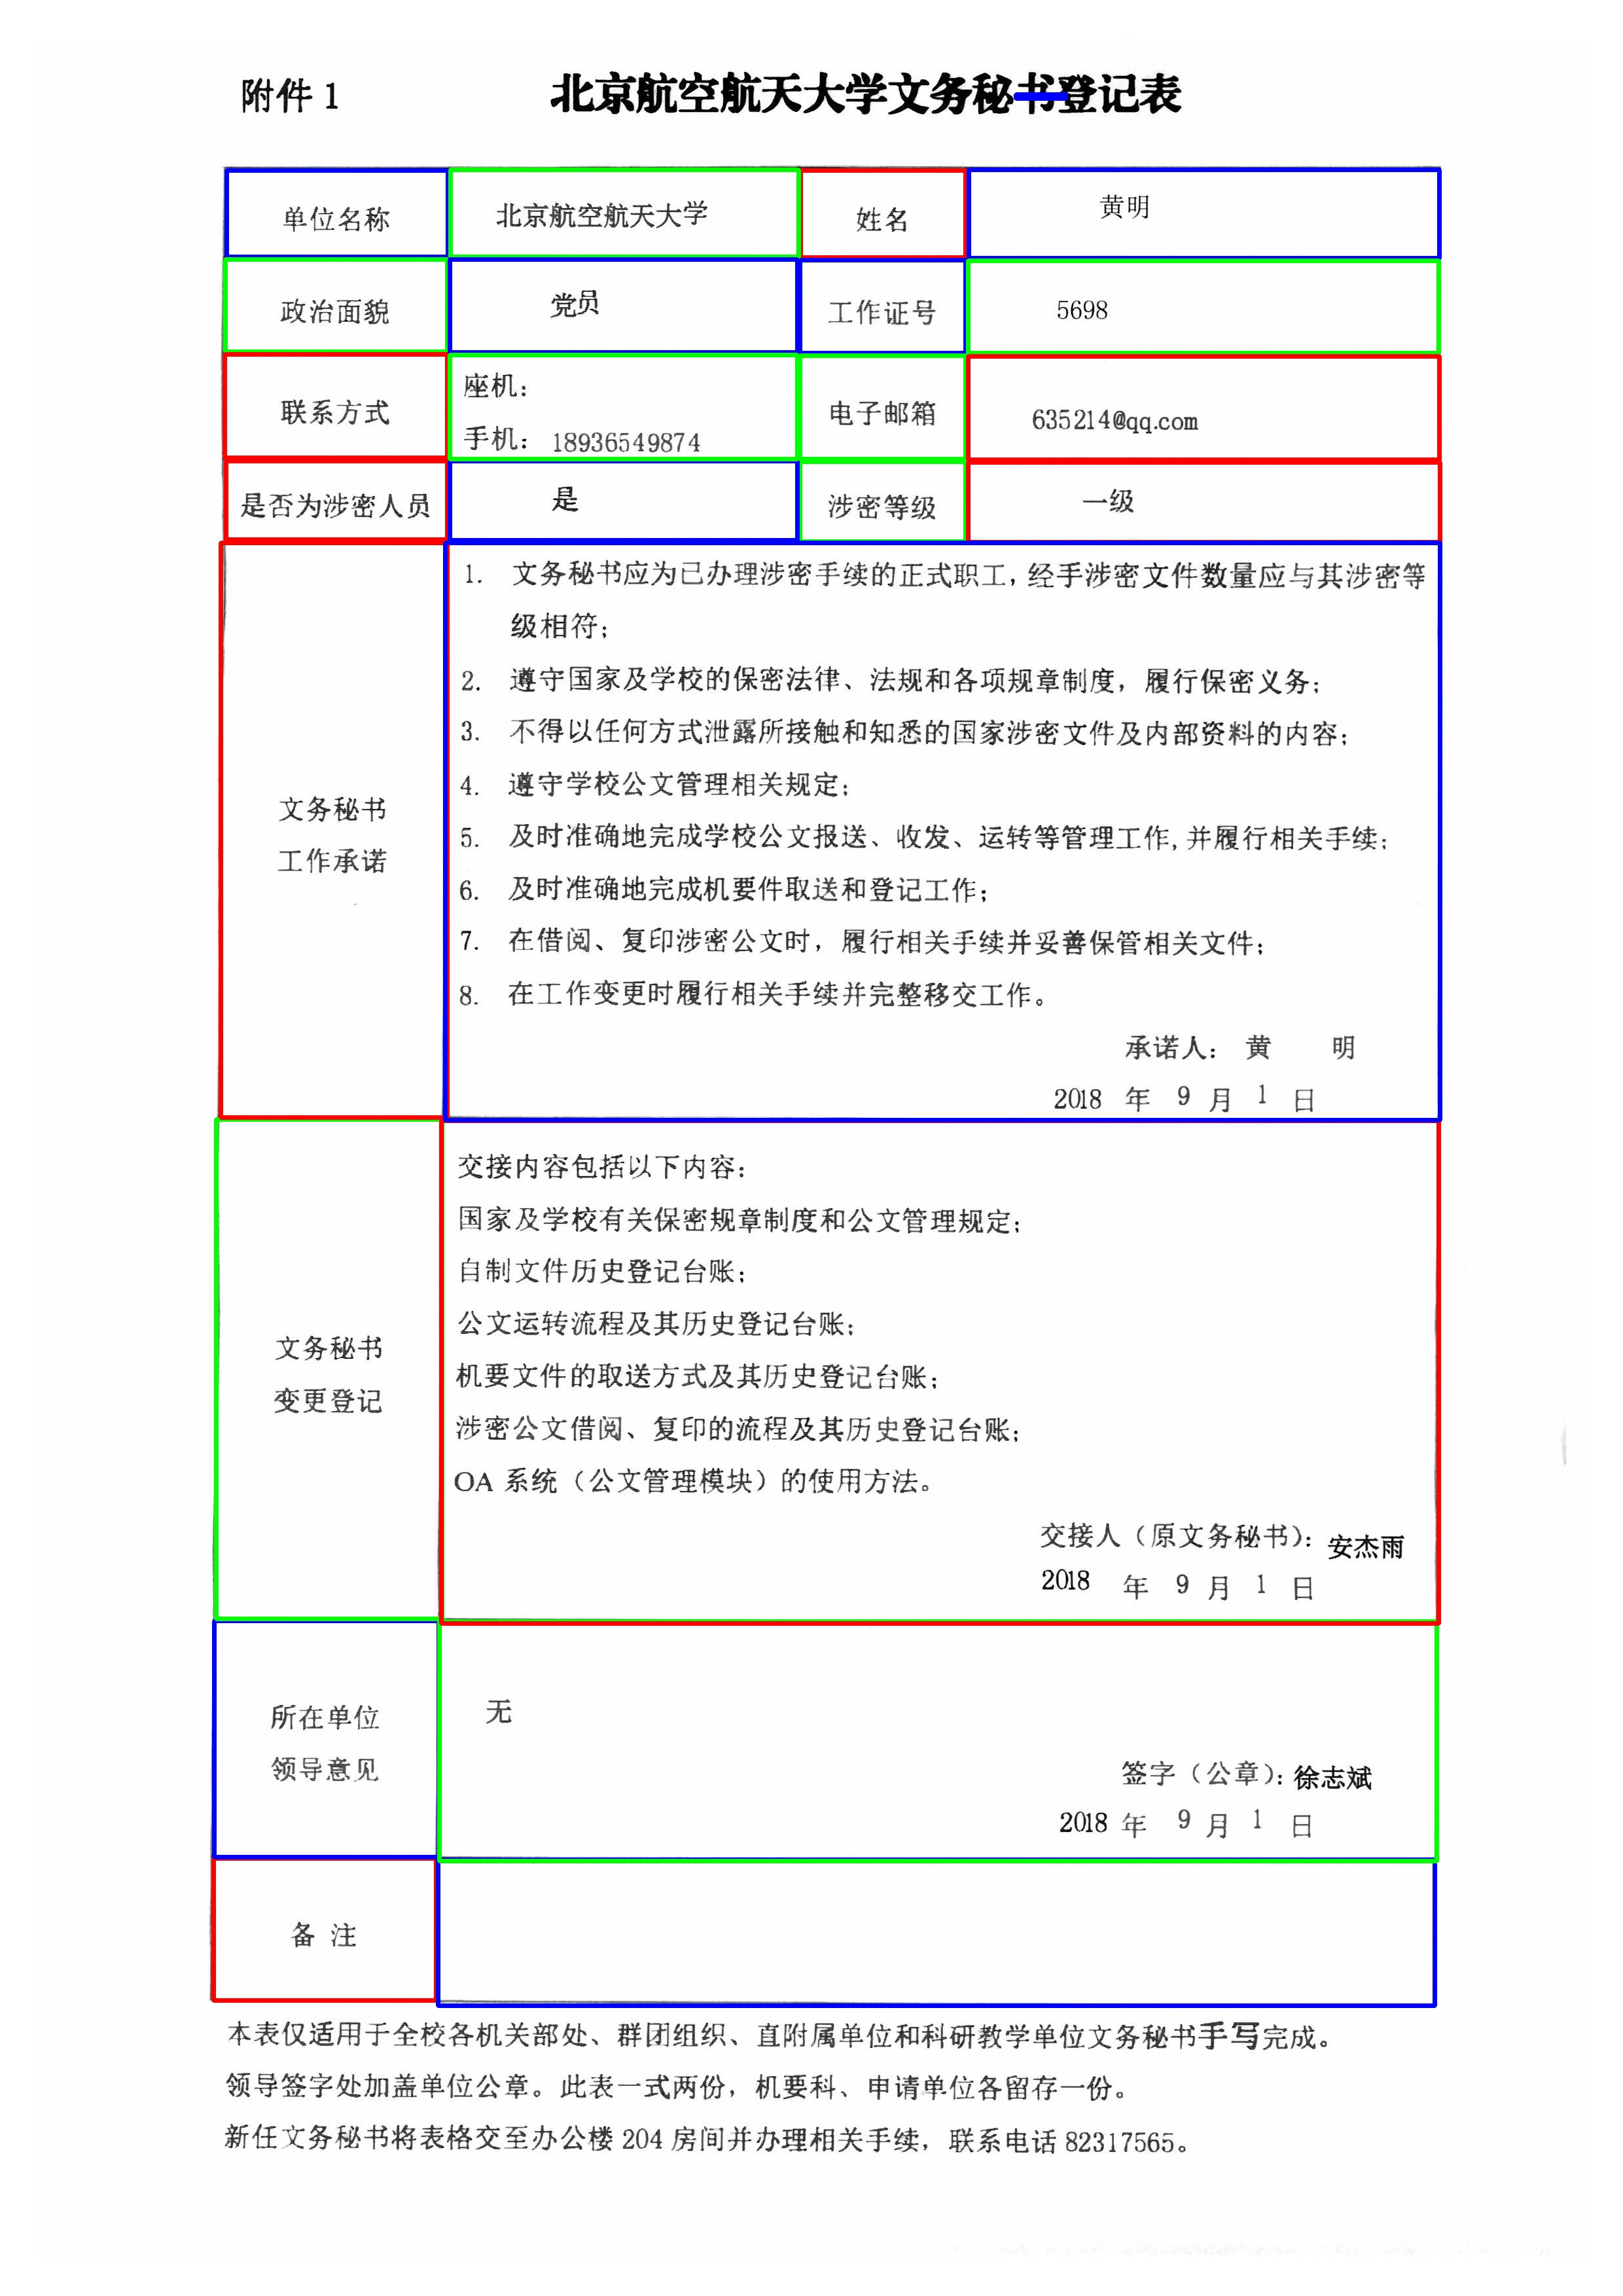 附件 1
北京航空航天大学文务秘书登记表
单位名称 北京航空航天大学 姓名 黄明
政治面貌 党员 工作证号 5698
座机：
联系方式 电子邮箱 635214@qq.com
手机：18936549874
是否为涉密人员 是 涉密等级 一级
文务秘书
工作承诺
1. 文务秘书应为已办理涉密手续的正式职工，经手涉密文件数量应与其涉密等
级相符；
2. 遵守国家及学校的保密法律、法规和各项规章制度，履行保密义务；
3. 不得以任何方式泄露所接触和知悉的国家涉密文件及内部资料的内容；
4. 遵守学校公文管理相关规定；
5. 及时准确地完成学校公文报送、收发、运转等管理工作，并履行相关手续；
6. 及时准确地完成机要件取送和登记工作；
7. 在借阅、复印涉密公文时，履行相关手续并妥善保管相关文件；
8. 在工作变更时履行相关手续并完整移交工作。
承诺人： 黄 明
2018 年 9 月 1 日
文务秘书
变更登记
交接内容包括以下内容：
国家及学校有关保密规章制度和公文管理规定；
自制文件历史登记台账；
公文运转流程及其历史登记台账；
机要文件的取送方式及其历史登记台账；
涉密公文借阅、复印的流程及其历史登记台账；
OA 系统（公文管理模块）的使用方法。
交接人（原文务秘书）：安杰雨
2018 年 9 月 1 日
所在单位
领导意见
无
签字（公章）：徐志斌
2018 年 9 月 1 日
备 注
本表仅适用于全校各机关部处、群团组织、直附属单位和科研教学单位文务秘书手写完成。
领导签字处加盖单位公章。此表一式两份，机要科、申请单位各留存一份。
新任文务秘书将表格交至办公楼 204 房间并办理相关手续，联系电话 82317565。